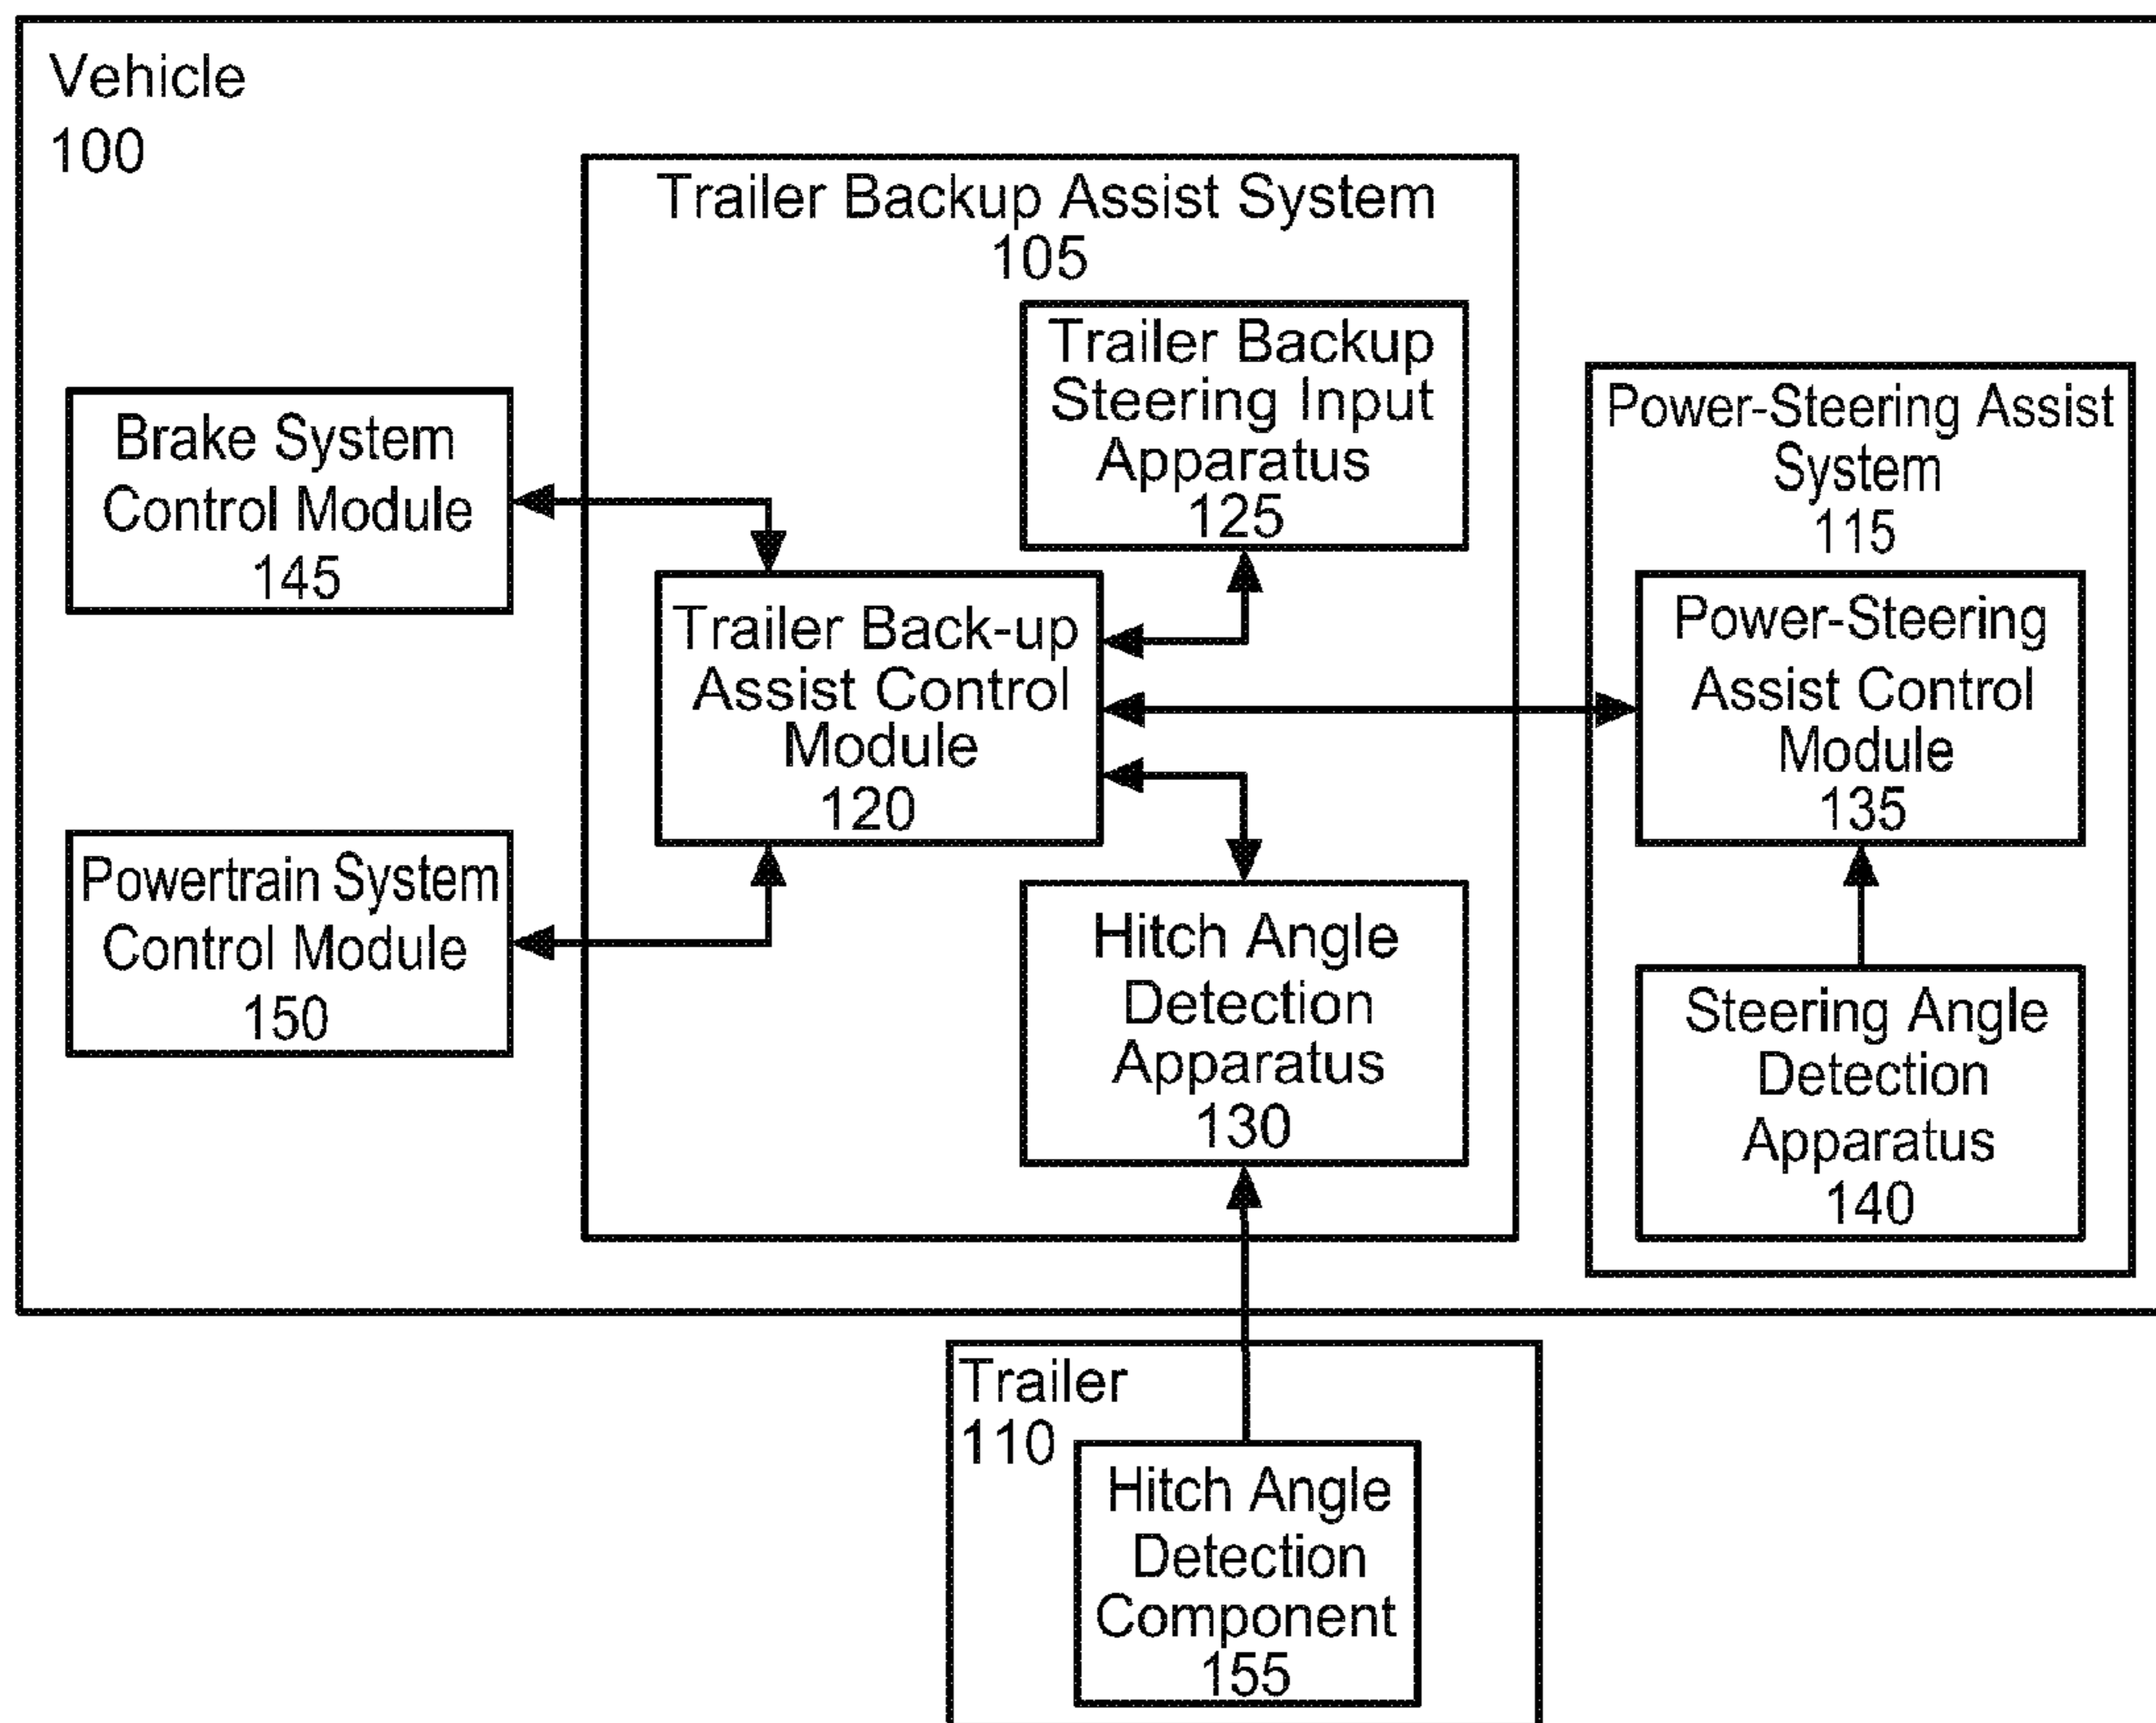 Vehicle
100
Trailer Backup Assist System
105
Trailer Backup
Steering Input
Apparatus
125
Power-Steering Assist
System
115
Brake System
Control Module
145
Trailer Back-up
Assist Control
Module
120
Power-Steering
Assist Control
Module
135
Powertrain System
Control Module
150
Hitch Angle
Detection
Apparatus
130
Steering Angle
Detection
Apparatus
140
Trailer
110
Hitch Angle
Detection
Component
155